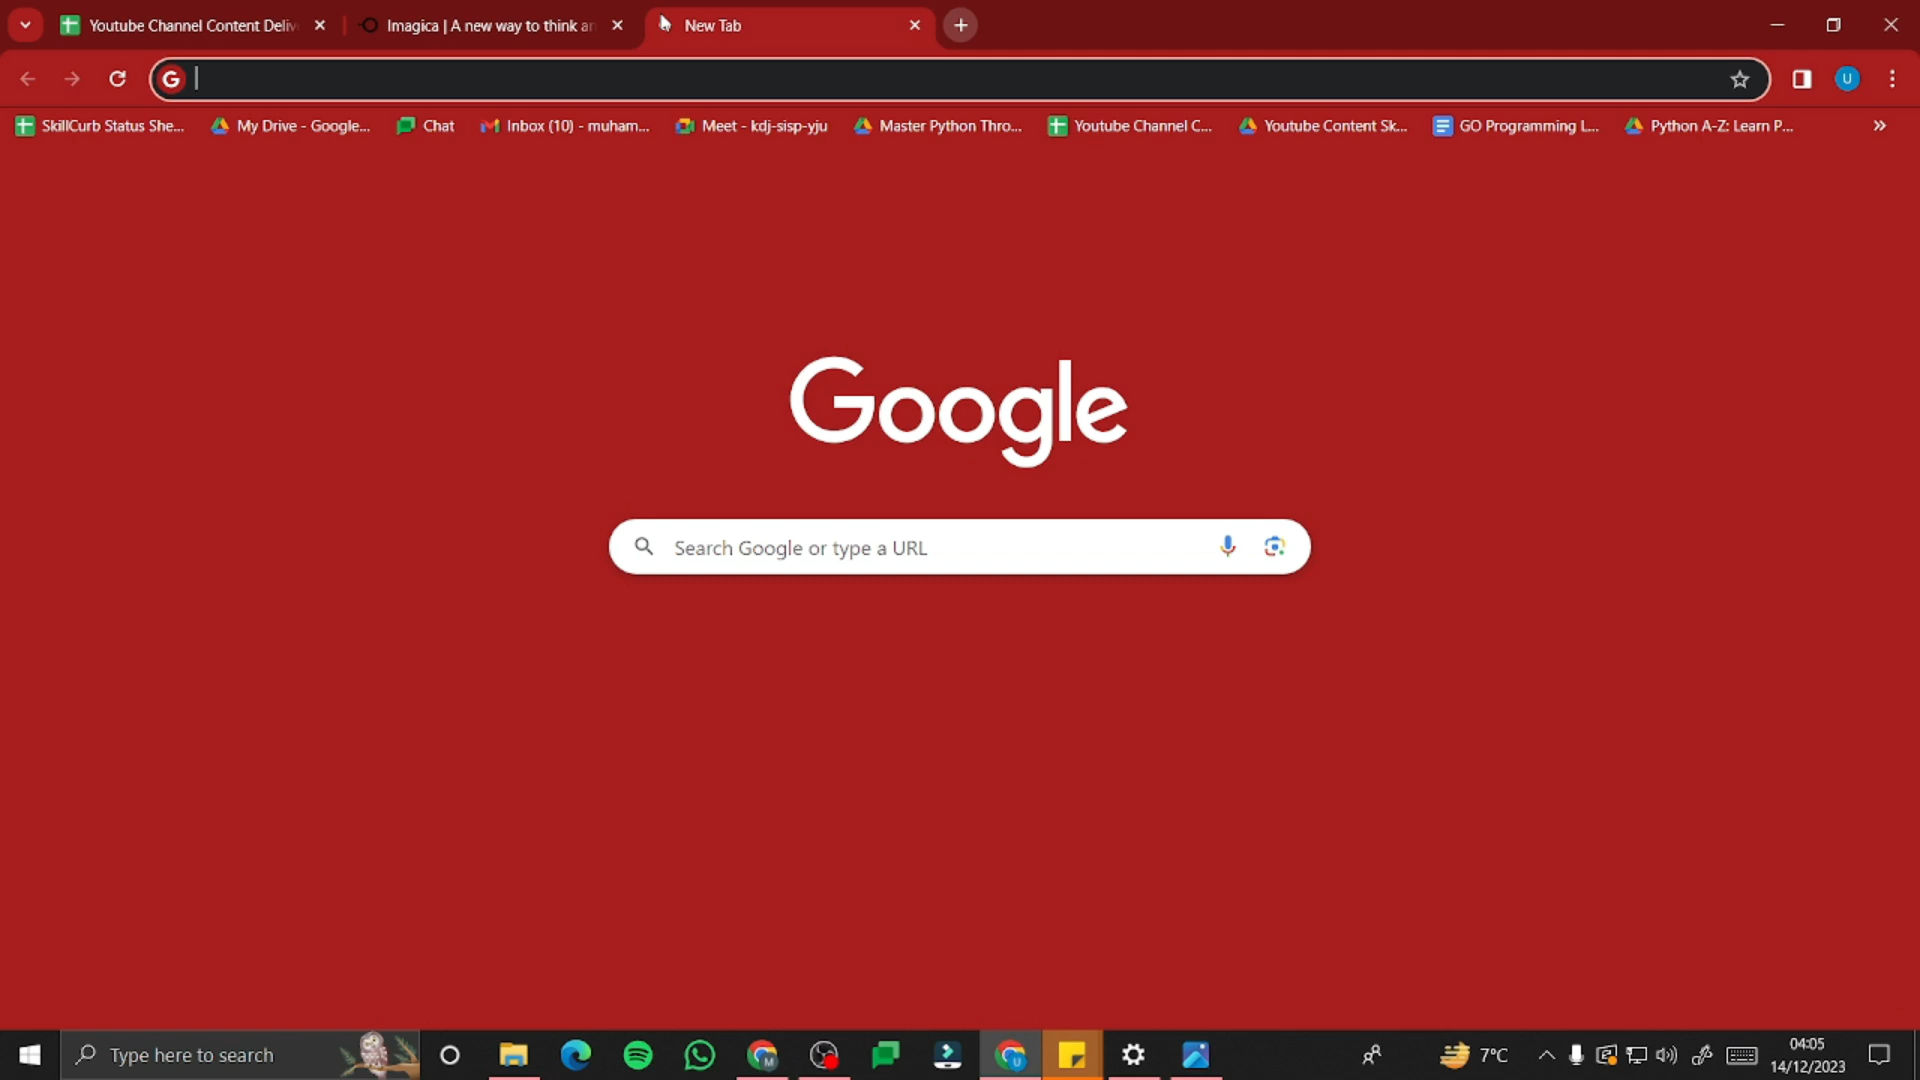 Youtube Channel Content Deliv
Imagica | A new way to think an
New Tab
G
U
SkillCurb Status She...
My Drive - Google...
Chat
Inbox (10) - muham...
Meet - kdj-sisp-yju
Master Python Thro...
Youtube Channel C...
Youtube Content Sk...
GO Programming L...
Python A-Z: Learn P...
Google
Search Google or type a URL
Type here to search
M
U
7°C
04:05
14/12/2023